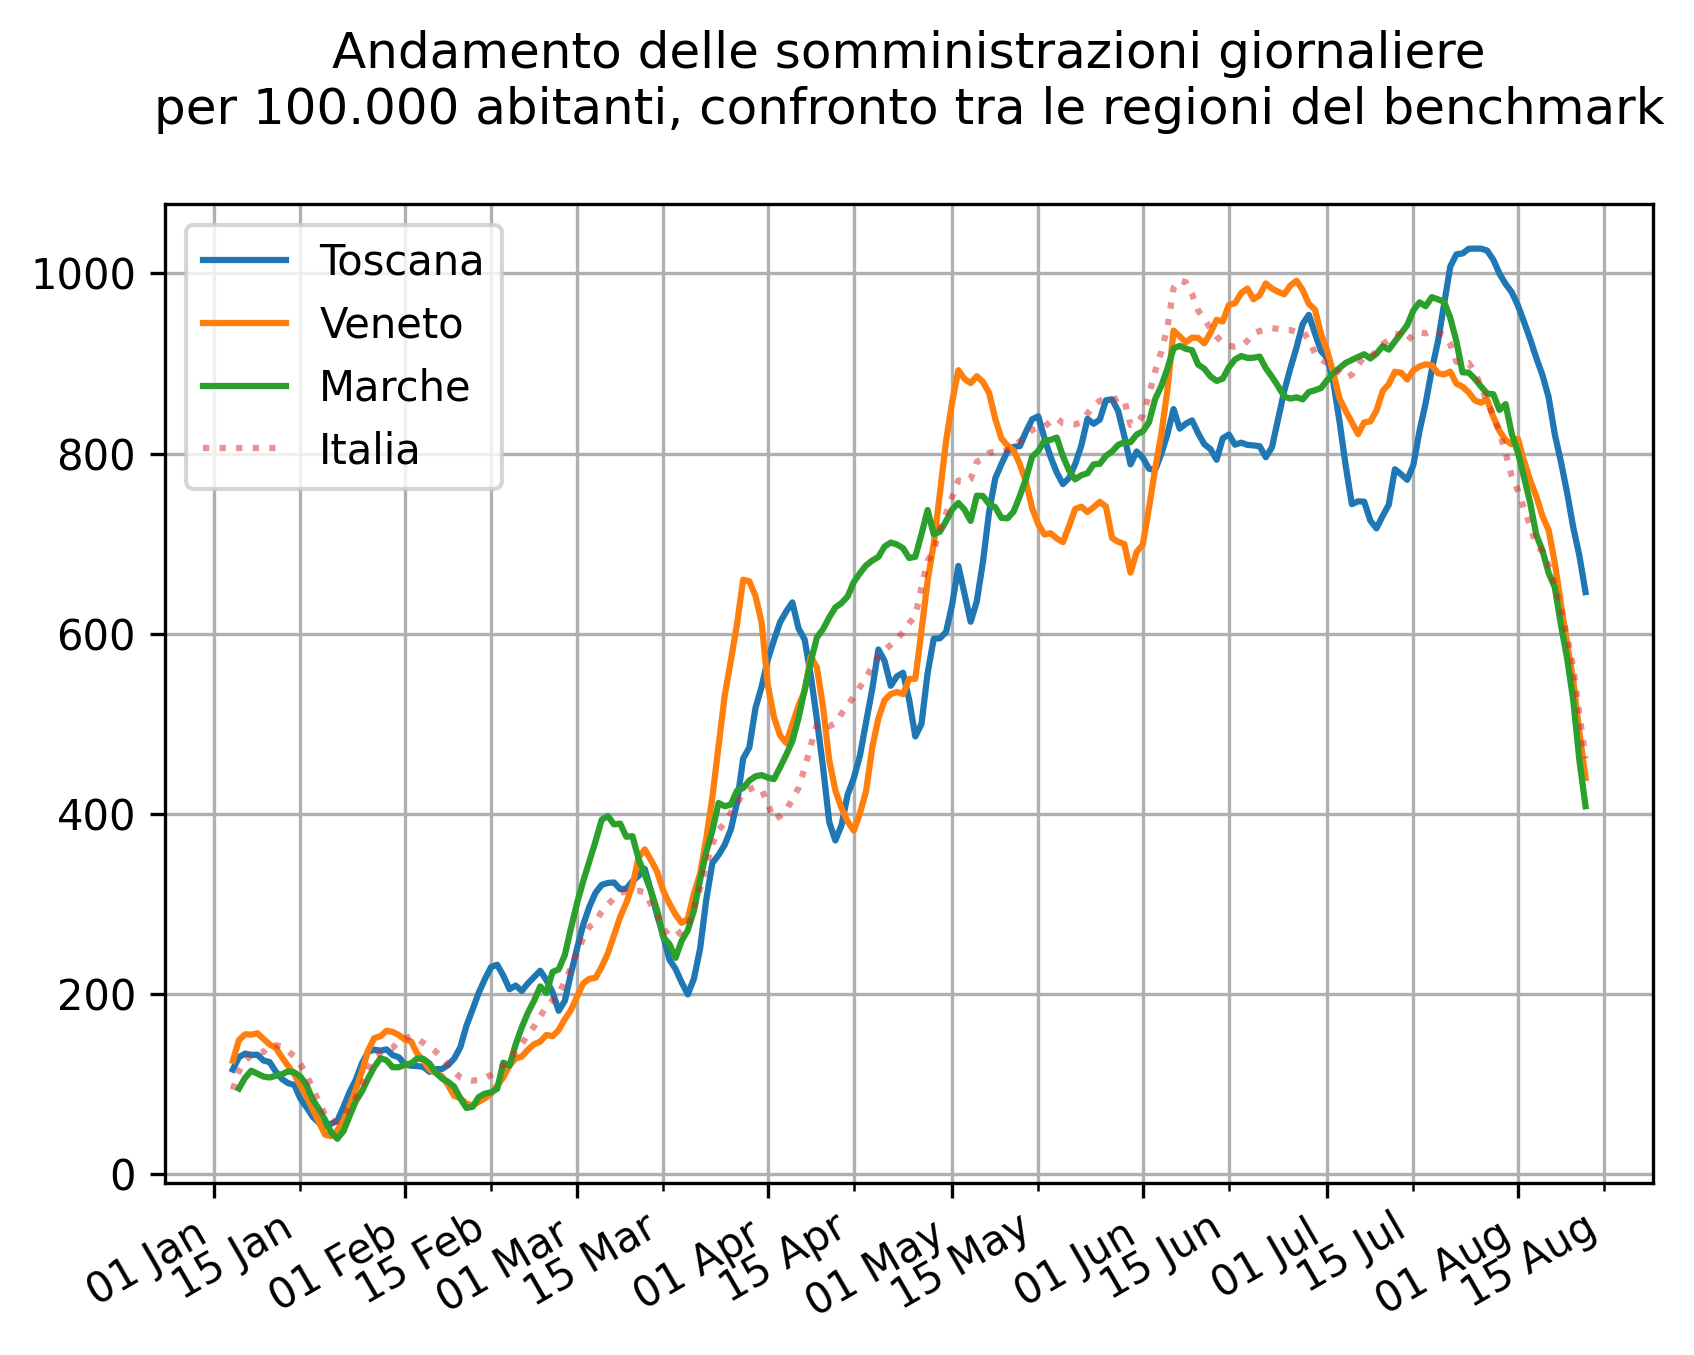 Andamento delle somministrazioni giornaliere
per 100.000 abitanti, confronto tra le regioni del benchmark
Toscana
Veneto
Marche
Italia
1000
800
600
400
200
0
01 Jan
15 Jan
01 Feb
15 Feb
01 Mar
15 Mar
01 Apr
15 Apr
01 May
15 May
01 Jun
15 Jun
01 Jul
15 Jul
01 Aug
15 Aug